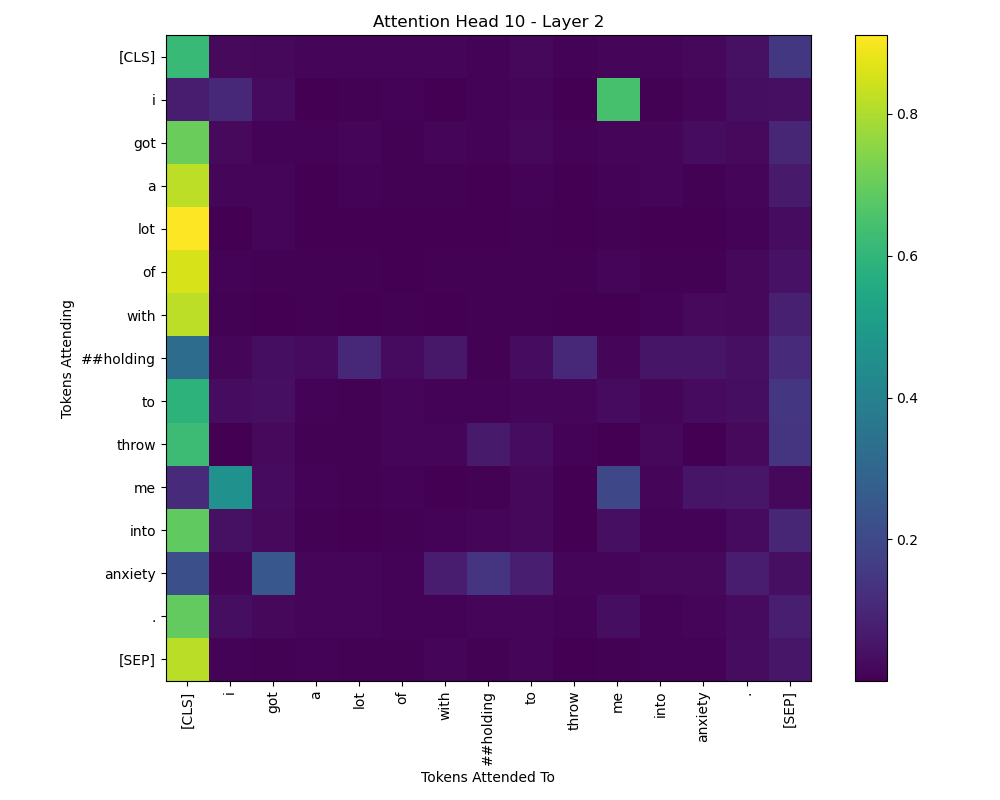 Attention Head 10 - Layer 2
Tokens Attending
[CLS]
i
got
a
lot
of
with
##holding
to
throw
me
into
anxiety
.
[SEP]
[CLS]
i
got
a
lot
of
with
##holding
to
throw
me
into
anxiety
.
[SEP]
Tokens Attended To
0.8
0.6
0.4
0.2